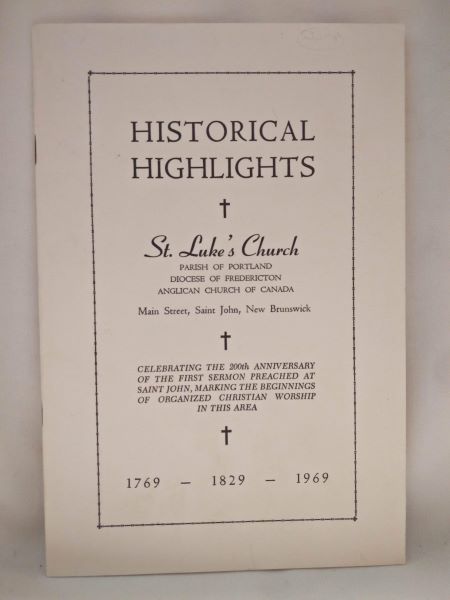 HISTORICAL
HIGHLIGHTS
St. Luke's Church
PARISH OF PORTLAND
DIOCESE OF FREDERICTON
ANGLICAN CHURCH OF CANADA
Main Street, Saint John, New Brunswick
CELEBRATING THE 200th ANNIVERSARY
OF THE FIRST SERMON PREACHED AT
SAINT JOHN, MARKING THE BEGINNINGS
OF ORGANIZED CHRISTIAN WORSHIP
IN THIS AREA
1769 — 1829 — 1969